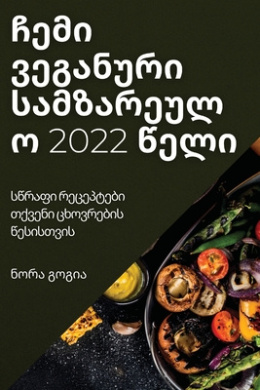 ჩემი
ვეგანური
სამზარეულ
ო 2022 წელი
სწრაფი რეცეპტები
თქვენი ცხოვრების
წესისთვის
ნორა გოგია